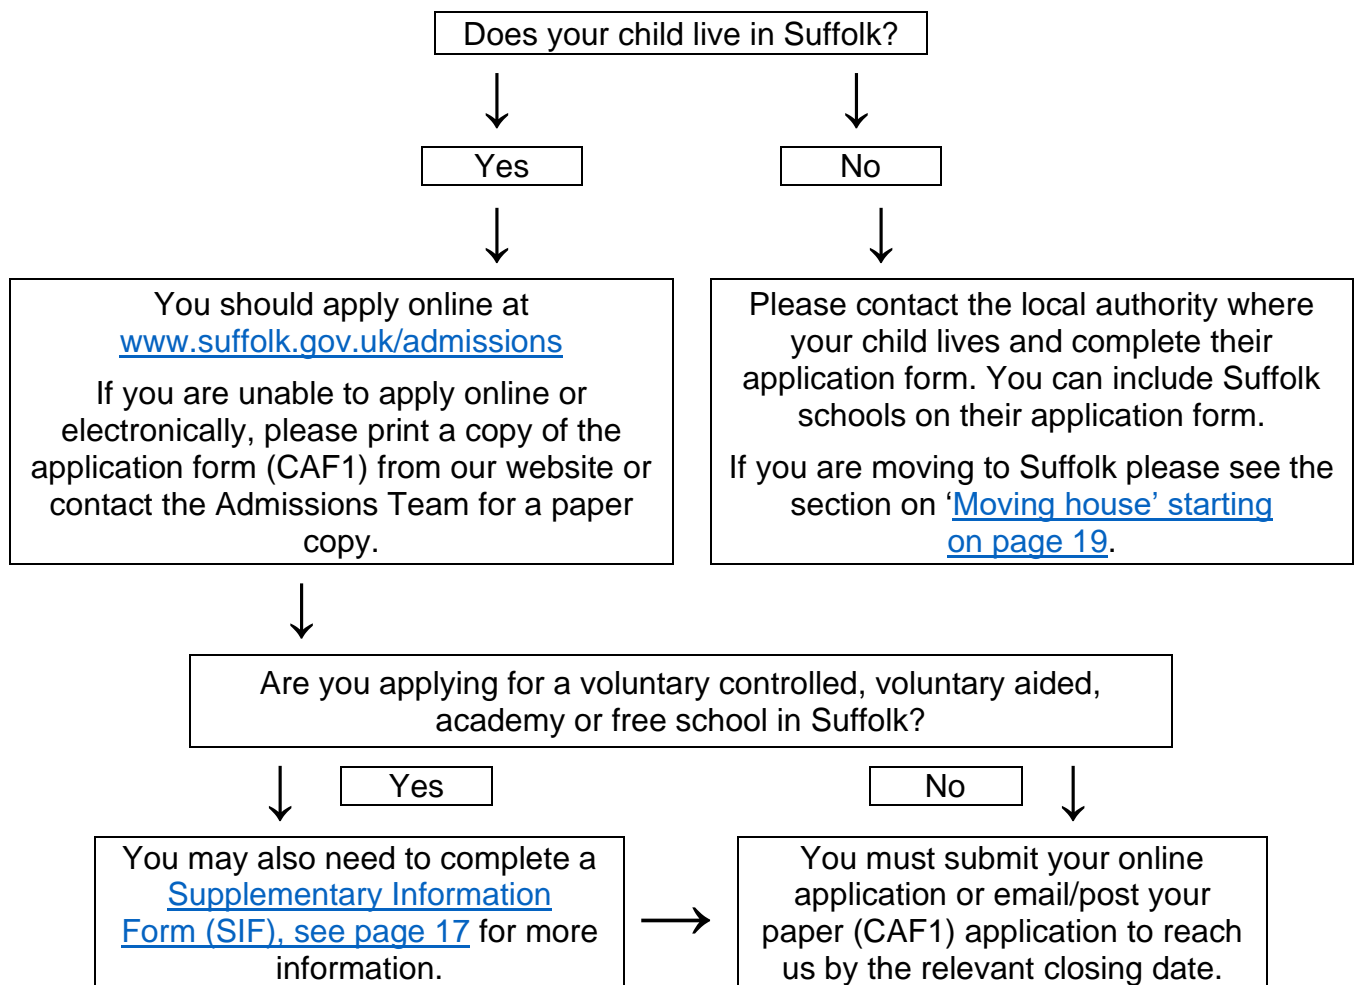 Does your child live in Suffolk?
Yes
No
You should apply online at
www.suffolk.gov.uk/admissions
If you are unable to apply online or
electronically, please print a copy of the
application form (CAF1) from our website or
contact the Admissions Team for a paper
copy.
Please contact the local authority where
your child lives and complete their
application form. You can include Suffolk
schools on their application form.
If you are moving to Suffolk please see the
section on ‘Moving house’ starting
on page 19.
Are you applying for a voluntary controlled, voluntary aided,
academy or free school in Suffolk?
Yes
No
You may also need to complete a
Supplementary Information
Form (SIF), see page 17 for more
information.
You must submit your online
application or email/post your
paper (CAF1) application to reach
us by the relevant closing date.